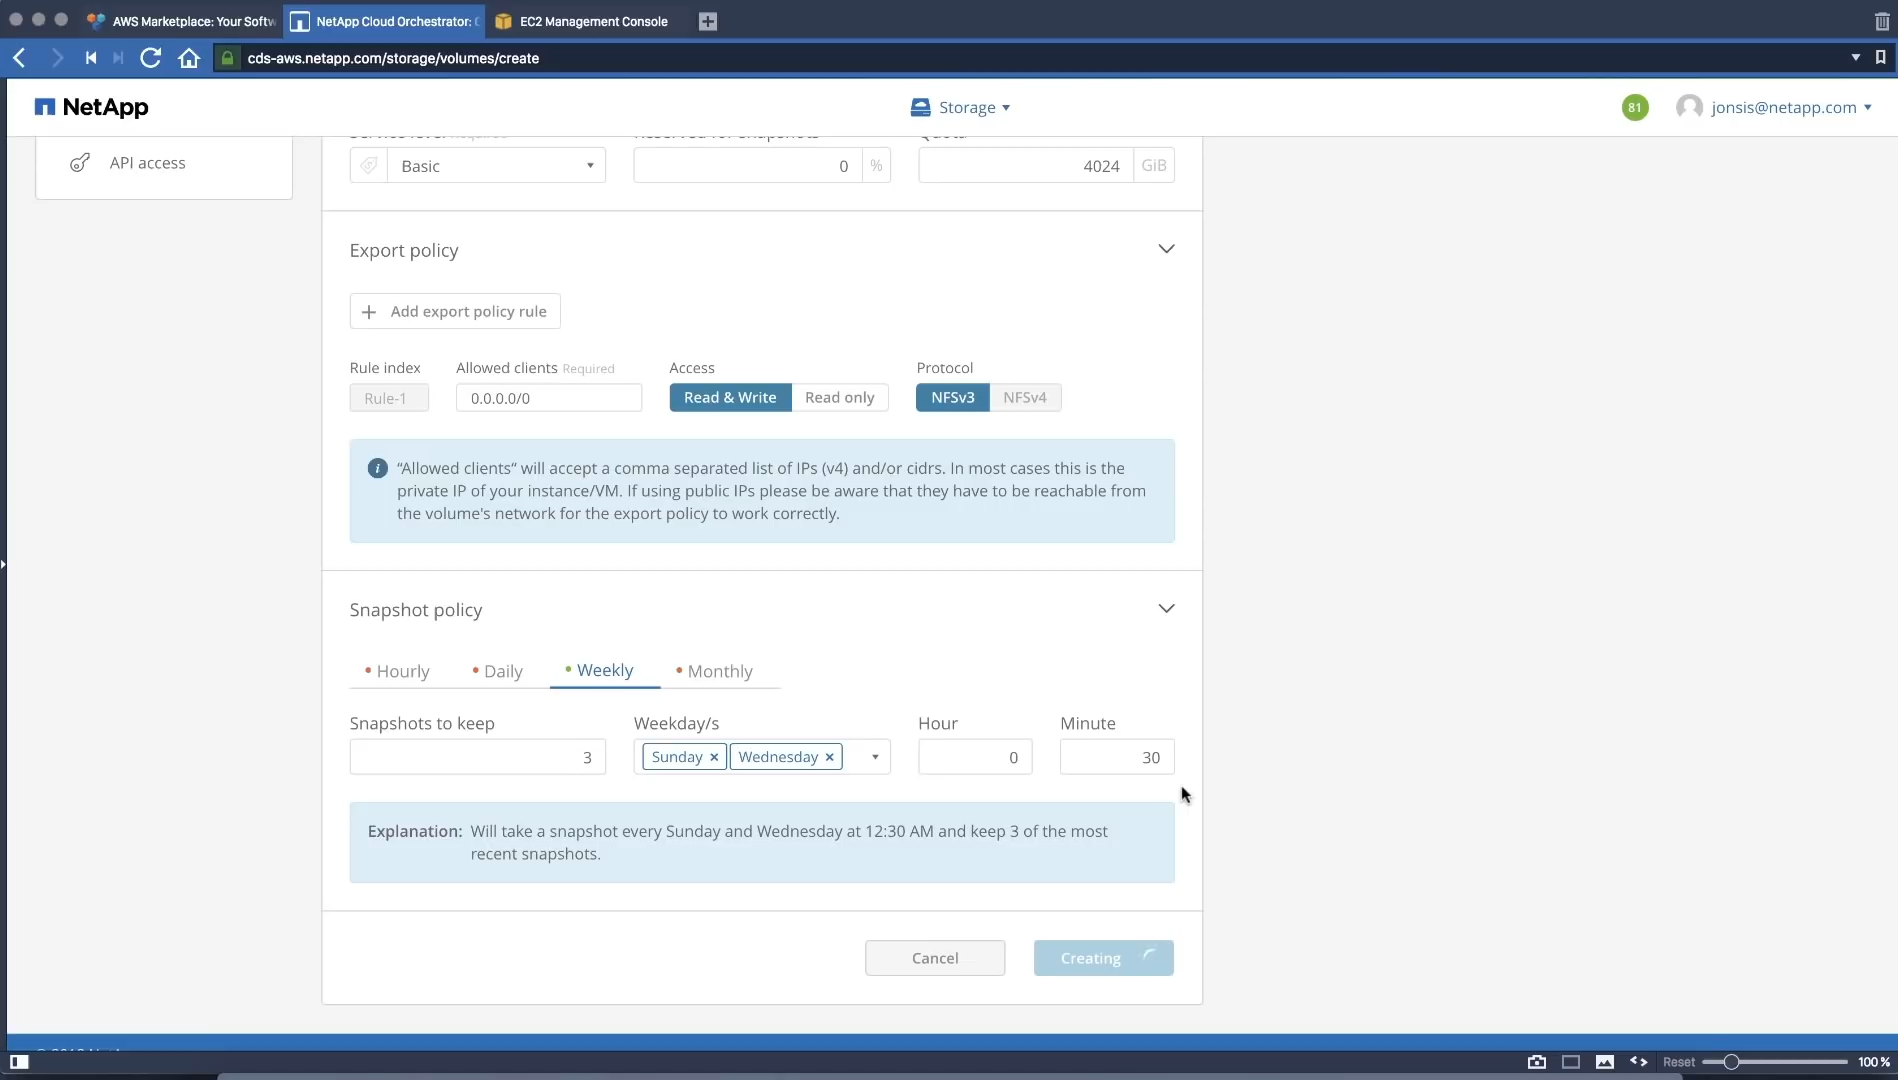 AWS Marketplace: Your Softw
NetApp Cloud Orchestrator:
EC2 Management Console
cds-aws.netapp.com/storage/volumes/create
NetApp
Storage
81
jonsis@netapp.com
API access
Basic
0 %
4024 GiB
Export policy
+ Add export policy rule
Rule index
Allowed clients Required
Access
Protocol
Rule-1
0.0.0.0/0
Read & Write
Read only
NFSv3
NFSv4
“Allowed clients“ will accept a comma separated list of IPs (v4) and/or cidrs. In most cases this is the
private IP of your instance/VM. If using public IPs please be aware that they have to be reachable from
the volume's network for the export policy to work correctly.
Snapshot policy
Hourly
Daily
Weekly
Monthly
Snapshots to keep
Weekday/s
Hour
Minute
3
Sunday ×
Wednesday ×
0
30
Explanation: Will take a snapshot every Sunday and Wednesday at 12:30 AM and keep 3 of the most
recent snapshots.
Cancel
Creating
Reset
100 %